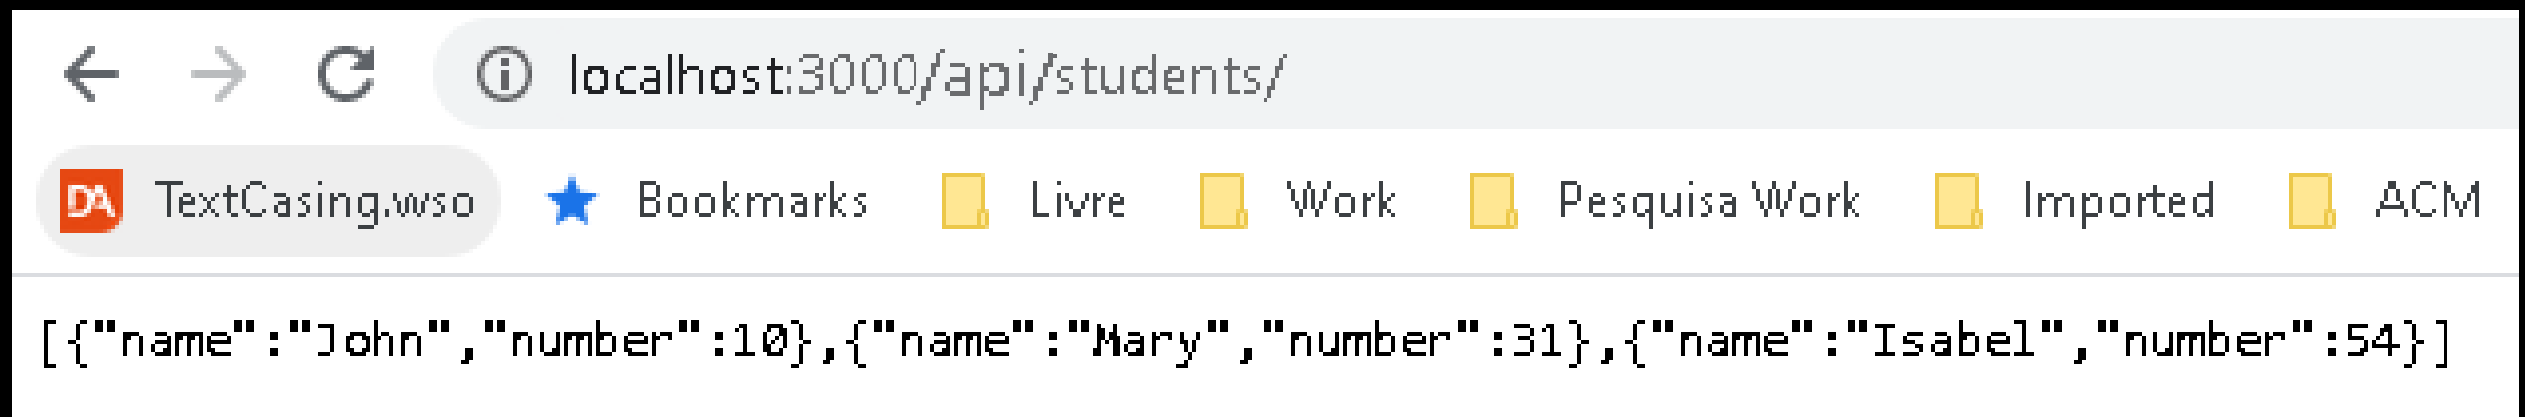 localhost:3000/api/students/
DA TextCasing.wso Bookmarks Livre Work Pesquisa Work Imported ACM
[{"name":"John","number":10},{"name":"Mary","number":31},{"name":"Isabel","number":54}]